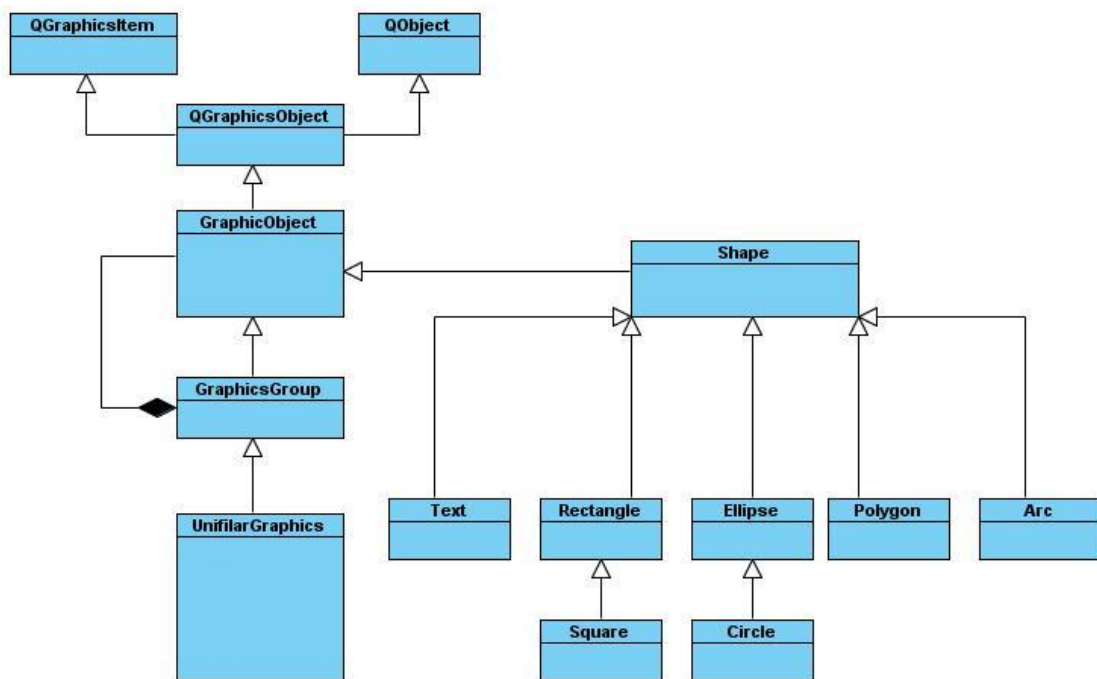 QGraphicsItem
QObject
QGraphicsObject
GraphicObject
Shape
GraphicsGroup
UnifilarGraphics
Text
Rectangle
Ellipse
Polygon
Arc
Square
Circle